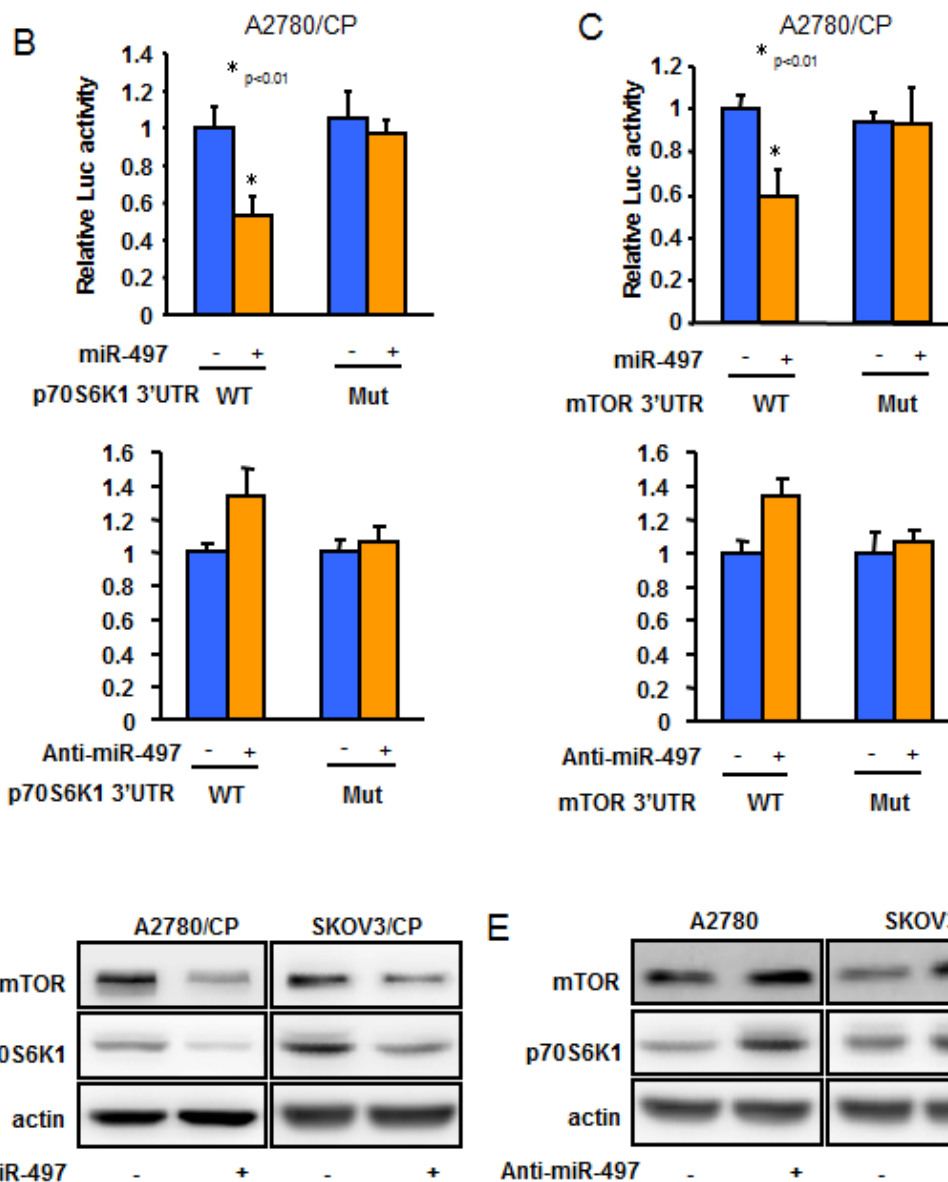 B
A2780/CP
* p<0.01
Relative Luc activity
1.4
1.2
1
0.8
0.6
0.4
0.2
0
*
miR-497 - + - +
p70S6K1 3'UTR WT Mut
1.6
1.4
1.2
1
0.8
0.6
0.4
0.2
0
Anti-miR-497 - + - +
p70S6K1 3'UTR WT Mut
C
A2780/CP
* p<0.01
Relative Luc activity
1.2
1
0.8
0.6
0.4
0.2
0
*
miR-497 - + - +
mTOR 3'UTR WT Mut
1.6
1.4
1.2
1
0.8
0.6
0.4
0.2
0
Anti-miR-497 - + - +
mTOR 3'UTR WT Mut
A2780/CP SKOV3/CP
mTOR
0S6K1
actin
iR-497 - + - +
E
A2780 SKOV3
mTOR
p70S6K1
actin
Anti-miR-497 - + -